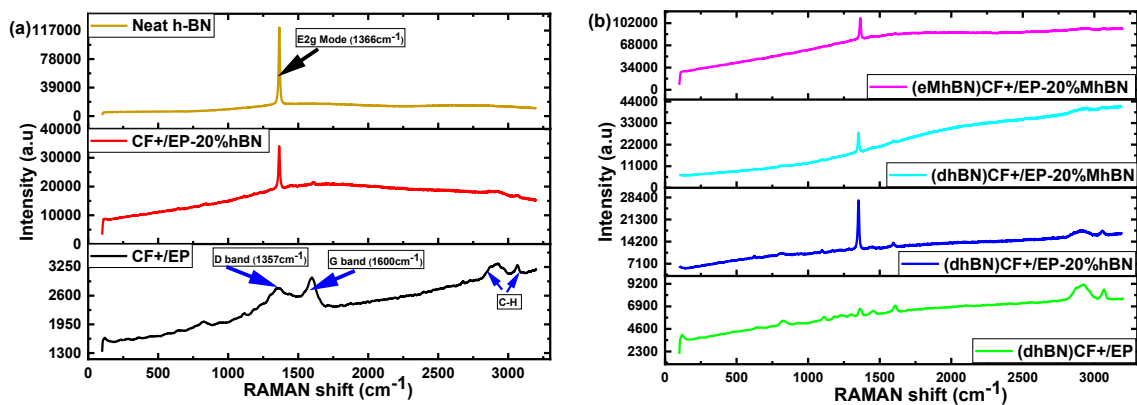 (a)
Neat h-BN
117000
78000
39000
0
E2g Mode (1366cm-1)
40000
30000
20000
10000
0
CF+/EP-20%hBN
3250
2600
1950
1300
CF+/EP
D band (1357cm-1)
G band (1600cm-1)
C-H
Intensity (a.u)
0 500 1000 1500 2000 2500 3000
RAMAN shift (cm-1)
(b)
102000
68000
34000
0
(eMhBN)CF+/EP-20%MhBN
44000
33000
22000
11000
0
(dhBN)CF+/EP-20%MhBN
28400
21300
14200
7100
(dhBN)CF+/EP-20%hBN
9200
6900
4600
2300
(dhBN)CF+/EP
Intensity (a.u)
0 500 1000 1500 2000 2500 3000
RAMAN shift (cm-1)